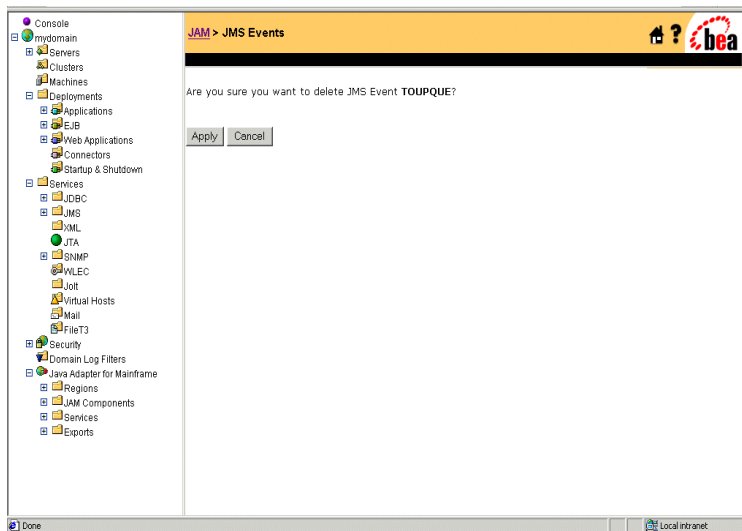 Console
mydomain
Servers
Clusters
Machines
Deployments
Applications
EJB
Web Applications
Connectors
Startup & Shutdown
Services
JDBC
JMS
XML
JTA
SNMP
WLEC
Jolt
Virtual Hosts
Mail
FileT3
Security
Domain Log Filters
Java Adapter for Mainframe
Regions
JAM Components
Services
Exports
JAM > JMS Events
?
bea
Are you sure you want to delete JMS Event TOUPQUE?
Apply Cancel
Done
Local intranet